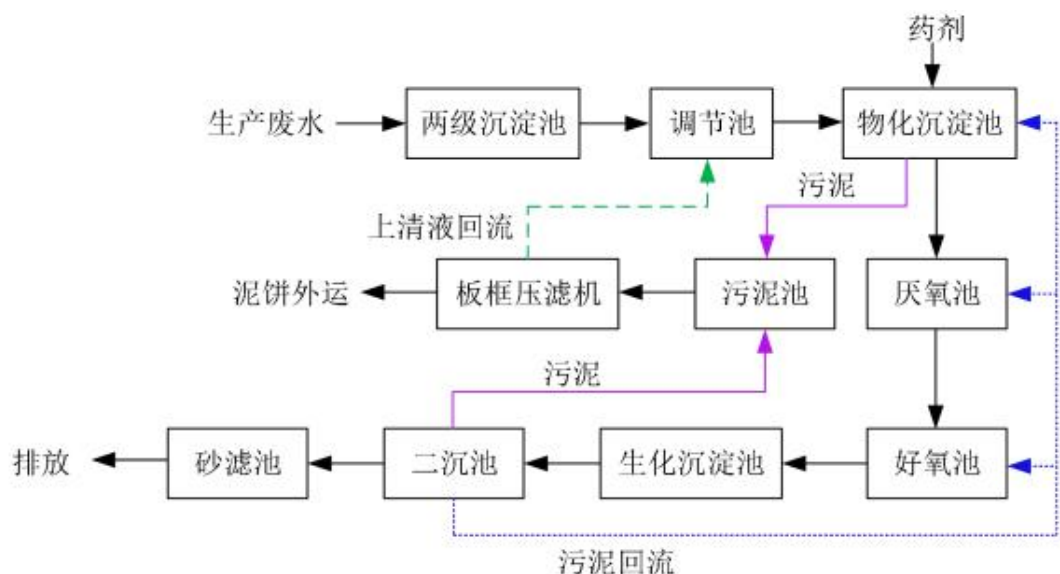 药剂
生产废水
两级沉淀池
调节池
物化沉淀池
污泥
上清液回流
泥饼外运
板框压滤机
污泥池
厌氧池
污泥
排放
砂滤池
二沉池
生化沉淀池
好氧池
污泥回流